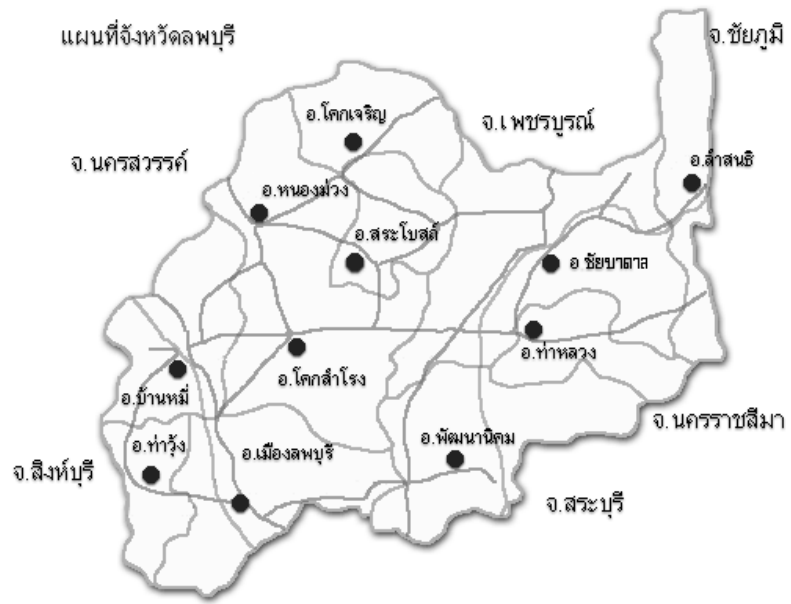 แผนที่จังหวัดลพบุรี
จ.ชัยภูมิ
อ.โคกเจริญ
จ.เพชรบูรณ์
จ.นครสวรรค์
อ.ลำสนธิ
อ.หนองม่วง
อ.สระโบสถ์
อ ชัยบาดาล
อ.ท่าหลวง
อ.โคกสำโรง
อ.บ้านหมี่
จ.นครราชสีมา
อ.พัฒนานิคม
อ.ท่าวุ้ง
อ.เมืองลพบุรี
จ.สิงห์บุรี
จ.สระบุรี